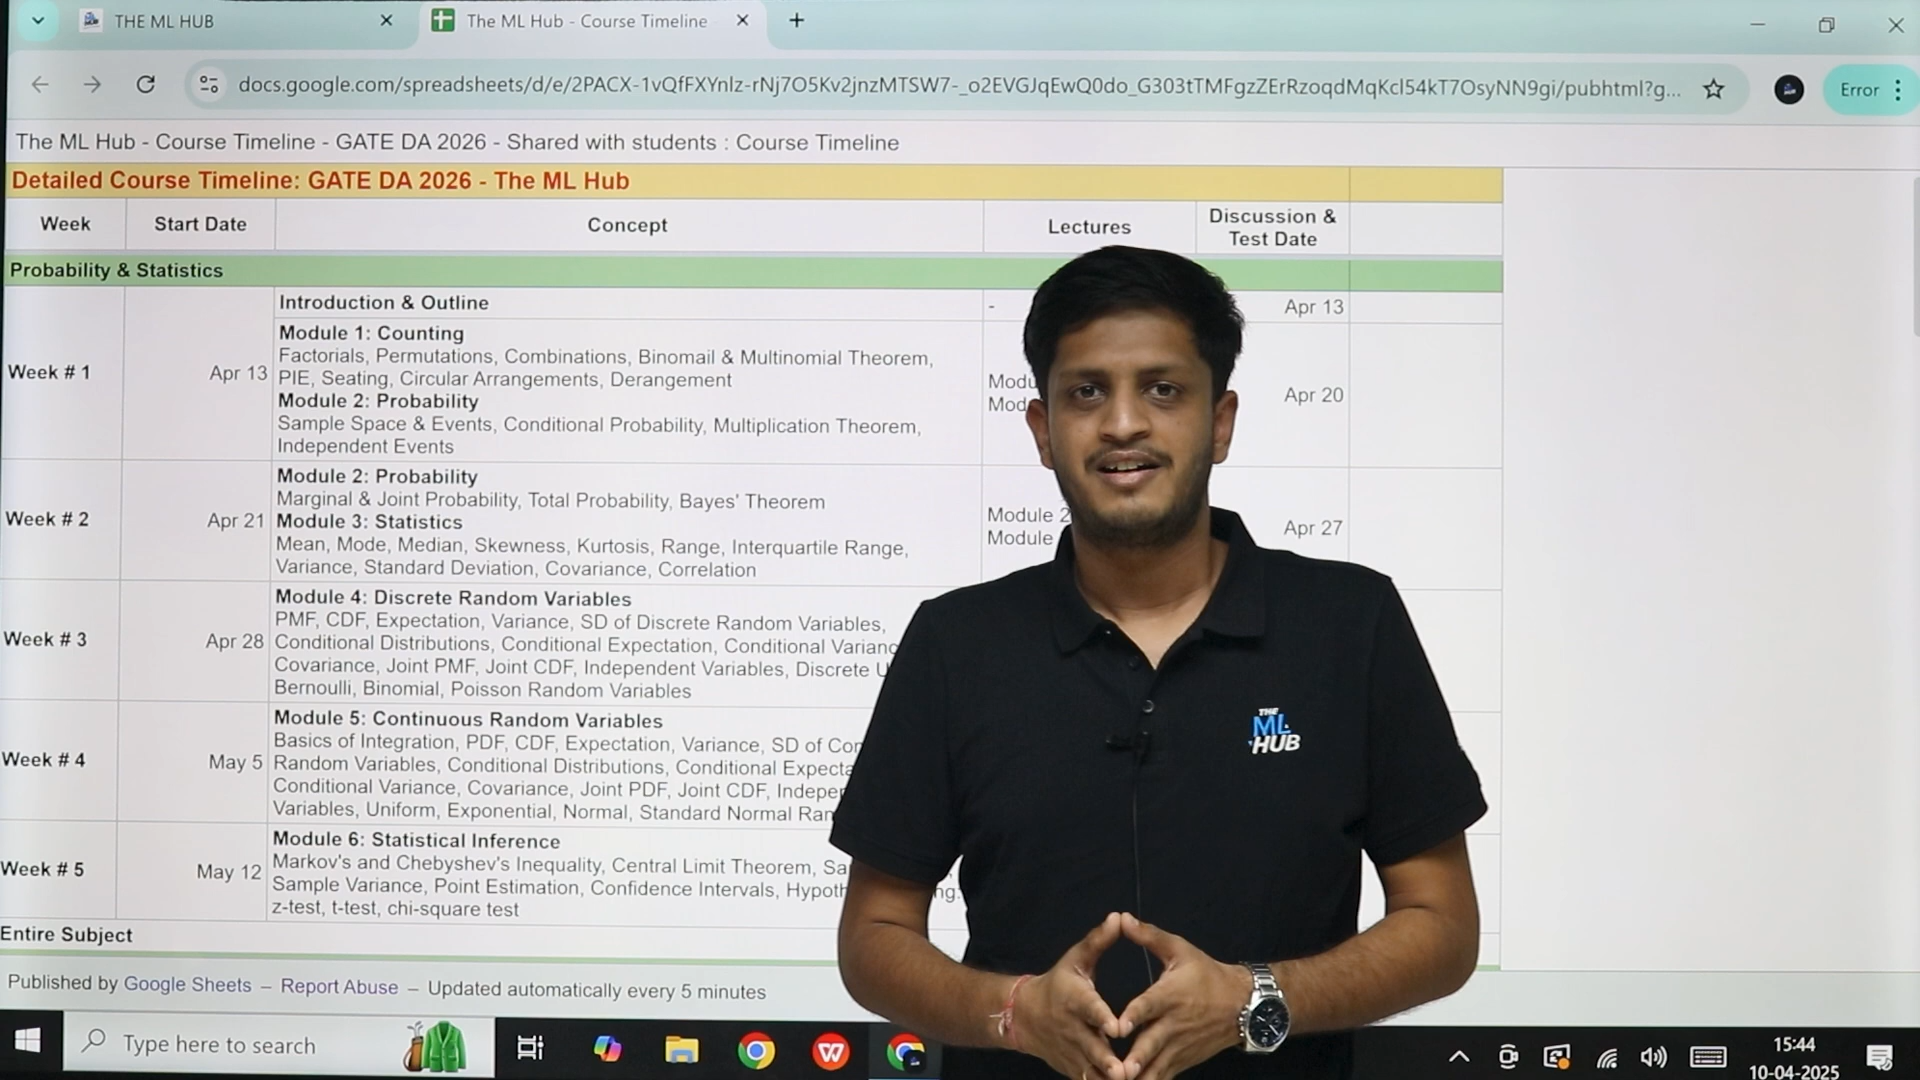 THE ML HUB
The ML Hub - Course Timeline
docs.google.com/spreadsheets/d/e/2PACX-1vQfFXYnlz-rNj7O5Kv2jnzMTSW7-_o2EVGJqEwQ0do_G303tTMFgzZErRzoqdMqKcl54kT7OsyNN9gi/pubhtml?g...
Error
The ML Hub - Course Timeline - GATE DA 2026 - Shared with students : Course Timeline
Detailed Course Timeline: GATE DA 2026 - The ML Hub
Week Start Date Concept Lectures Discussion &
Test Date
Probability & Statistics
Introduction & Outline - Apr 13
Week # 1 Apr 13
Module 1: Counting
Factorials, Permutations, Combinations, Binomail & Multinomial Theorem,
PIE, Seating, Circular Arrangements, Derangement
Module 2: Probability
Sample Space & Events, Conditional Probability, Multiplication Theorem,
Independent Events
Apr 20
Week # 2 Apr 21
Module 2: Probability
Marginal & Joint Probability, Total Probability, Bayes' Theorem
Module 3: Statistics
Mean, Mode, Median, Skewness, Kurtosis, Range, Interquartile Range,
Variance, Standard Deviation, Covariance, Correlation
Module 2
Module
Apr 27
Week # 3 Apr 28
Module 4: Discrete Random Variables
PMF, CDF, Expectation, Variance, SD of Discrete Random Variables,
Conditional Distributions, Conditional Expectation, Conditional
Covariance, Joint PMF, Joint CDF, Independent Variables, Discrete
Bernoulli, Binomial, Poisson Random Variables
Week # 4 May 5
Module 5: Continuous Random Variables
Basics of Integration, PDF, CDF, Expectation, Variance, SD of
Random Variables, Conditional Distributions, Conditional
Conditional Variance, Covariance, Joint PDF, Joint CDF,
Variables, Uniform, Exponential, Normal, Standard Normal
Week # 5 May 12
Module 6: Statistical Inference
Markov's and Chebyshev's Inequality, Central Limit Theorem,
Sample Variance, Point Estimation, Confidence Intervals,
z-test, t-test, chi-square test
Entire Subject
Published by Google Sheets – Report Abuse – Updated automatically every 5 minutes
THE
ML
HUB
Type here to search
W
15:44
10-04-2025